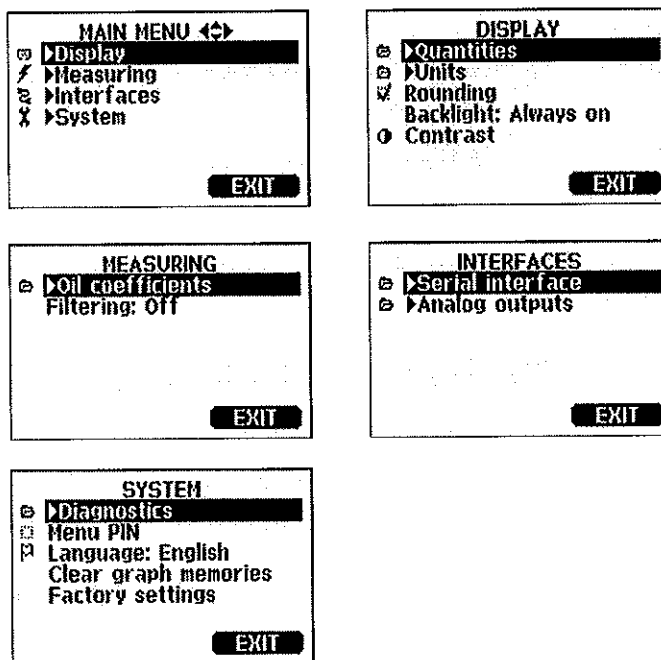 MAIN MENU
▶Display
▶Measuring
▶Interfaces
▶System
EXIT
DISPLAY
▶Quantities
▶Units
Rounding
Backlight: Always on
Contrast
EXIT
MEASURING
▶Oil coefficients
Filtering: Off
EXIT
INTERFACES
▶Serial interface
▶Analog outputs
EXIT
SYSTEM
▶Diagnostics
Menu PIN
Language: English
Clear graph memories
Factory settings
EXIT